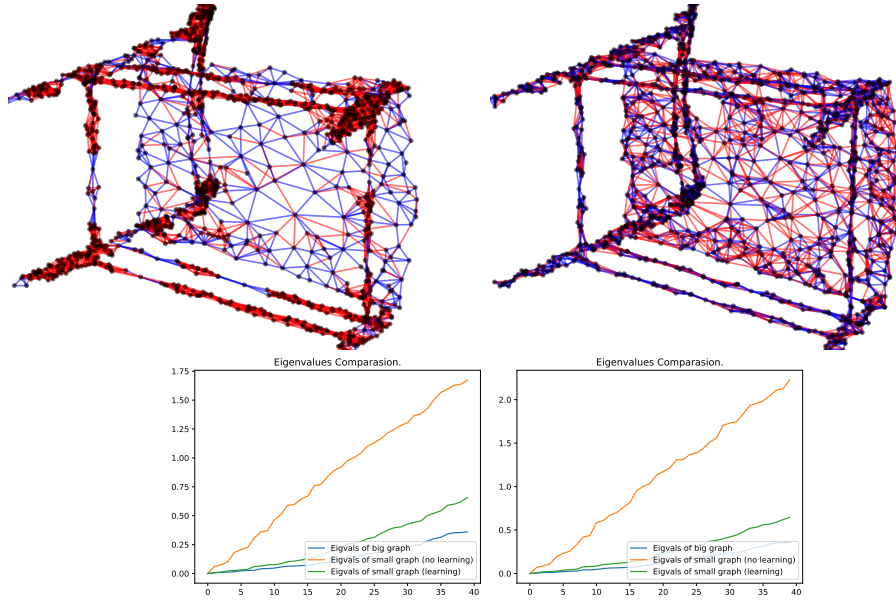 Eigenvalues Comparasion.
1.75
1.50
1.25
1.00
0.75
0.50
0.25
0.00
0 5 10 15 20 25 30 35 40
Eigvals of big graph
Eigvals of small graph (no learning)
Eigvals of small graph (learning)
Eigenvalues Comparasion.
2.0
1.5
1.0
0.5
0.0
0 5 10 15 20 25 30 35 40
Eigvals of big graph
Eigvals of small graph (no learning)
Eigvals of small graph (learning)